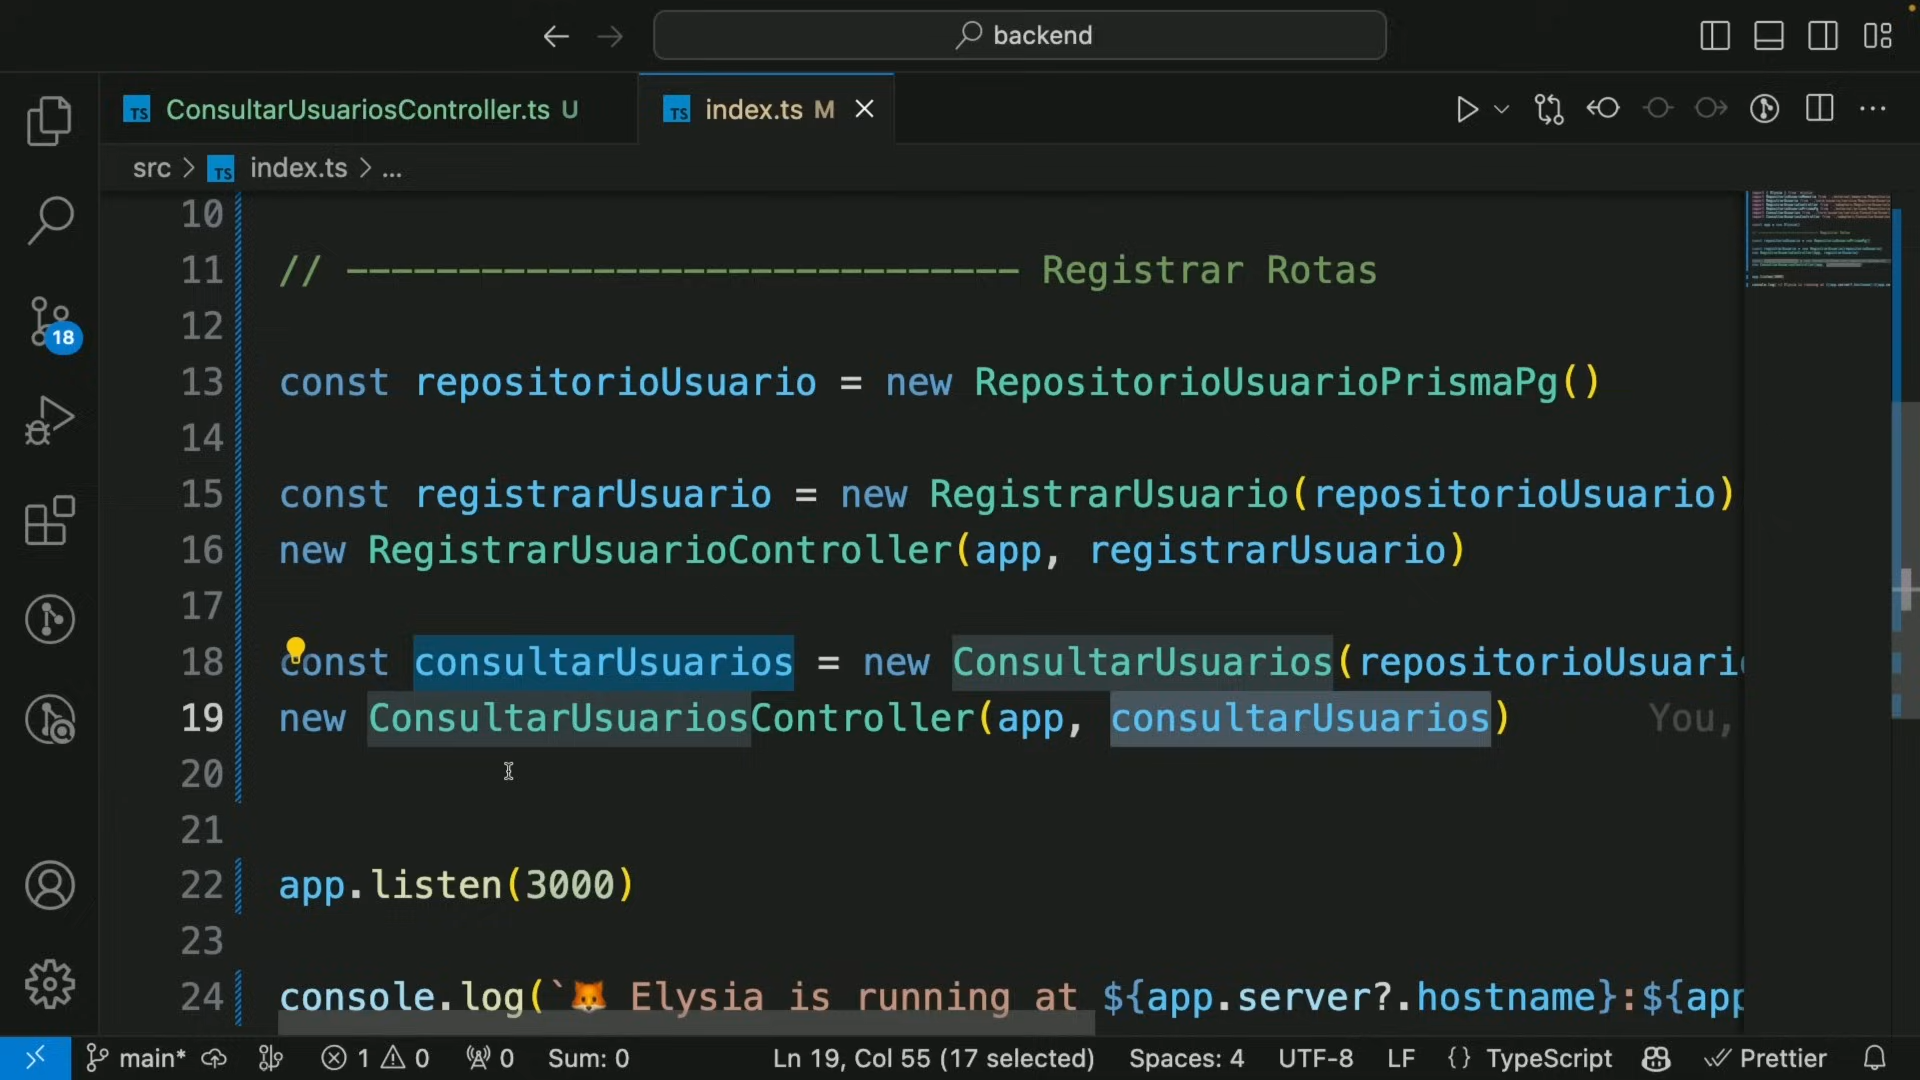 backend
TS ConsultarUsuariosController.ts U
TS index.ts M
src > TS index.ts > ...
10
11 // ------------------------------ Registrar Rotas
12
13 const repositorioUsuario = new RepositorioUsuarioPrismaPg()
14
15 const registrarUsuario = new RegistrarUsuario(repositorioUsuario)
16 new RegistrarUsuarioController(app, registrarUsuario)
17
18 const consultarUsuarios = new ConsultarUsuarios(repositorioUsuari
19 new ConsultarUsuariosController(app, consultarUsuarios) You,
20
21
22 app.listen(3000)
23
24 console.log(`🦊 Elysia is running at ${app.server?.hostname}:${app
18
main* 1 0 0 Sum: 0 Ln 19, Col 55 (17 selected) Spaces: 4 UTF-8 LF {} TypeScript Prettier